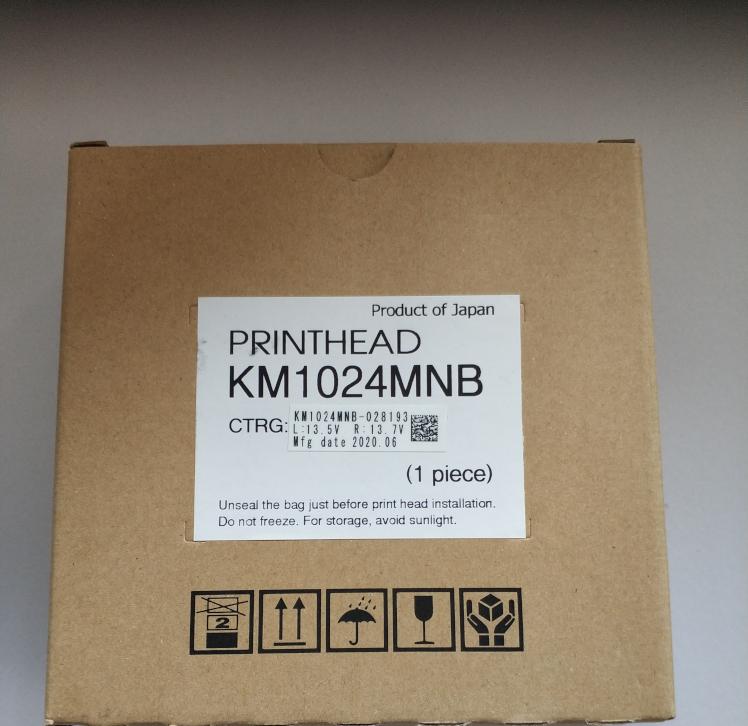 Product of Japan
PRINTHEAD
KM1024MNB
CTRG: KM1024MNB-028193
L:13.5V R:13.7V
Mfg date 2020.06
(1 piece)
Unseal the bag just before print head installation.
Do not freeze. For storage, avoid sunlight.
2